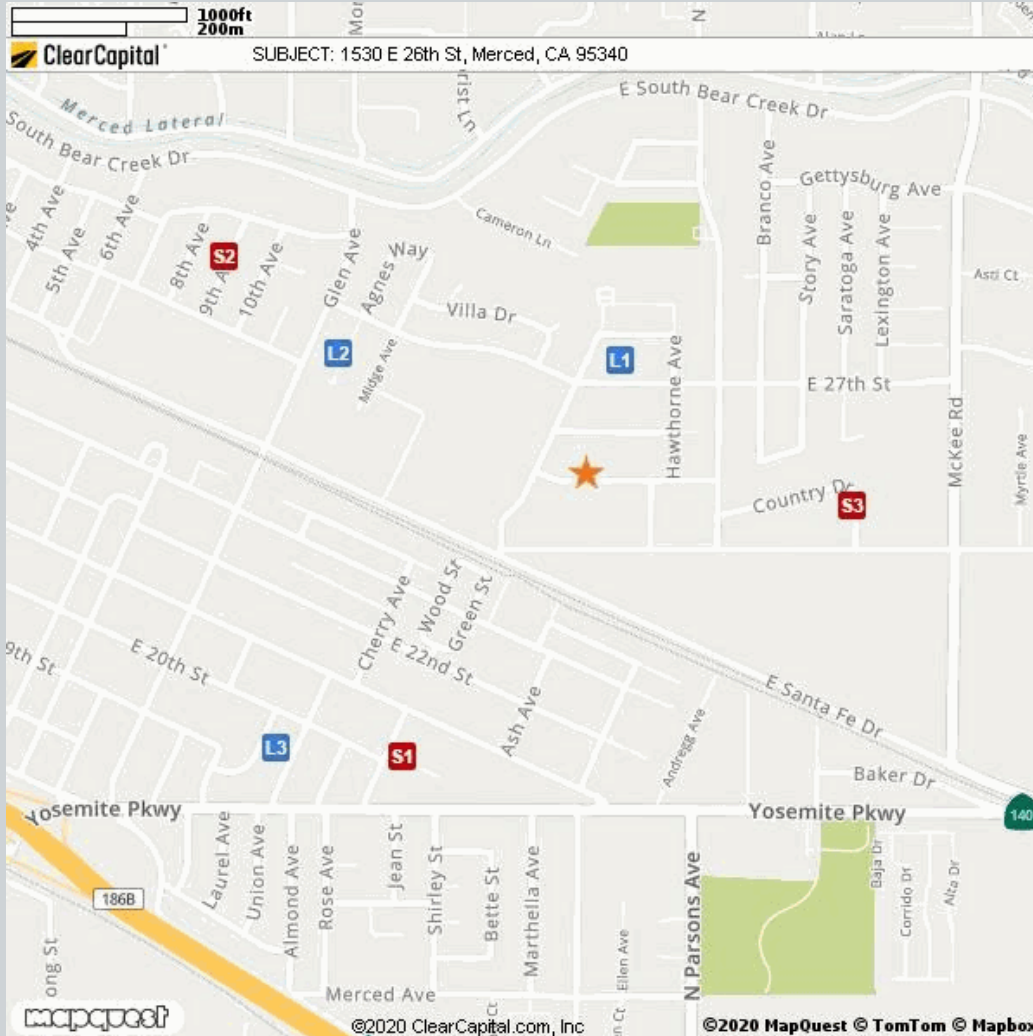 1000ft
200m
N
ClearCapital
SUBJECT: 1530 E 26th St, Merced, CA 95340
Merced Lateral
E South Bear Creek Dr
South Bear Creek Dr
4th Ave
5th Ave
6th Ave
8th Ave
S2
10th Ave
Glen Ave
Agnes Way
Cameron Ln
Branco Ave
Gettysburg Ave
Story Ave
Saratoga Ave
Lexington Ave
Asti Ct
Villa Dr
L2
Midge Ave
L1
Hawthorne Ave
E 27th St
McKee Rd
Myrtle Ave
Country Dr
S3
Cherry Ave
Wood St
Green St
E 22nd St
9th St
E 20th St
Ash Ave
E Santa Fe Dr
Andregg Ave
L3
S1
Baker Dr
Yosemite Pkwy
Yosemite Pkwy
140
Laurel Ave
Union Ave
Almond Ave
Rose Ave
Jean St
Shirley St
Bette St
Marthella Ave
Ellen Ave
N Parsons Ave
Baja Dr
Corrido Dr
Alta Dr
186B
ong St
Merced Ave
Ct
n Ct
mapquest
©2020 ClearCapital.com, Inc
©2020 MapQuest © TomTom © Mapbo